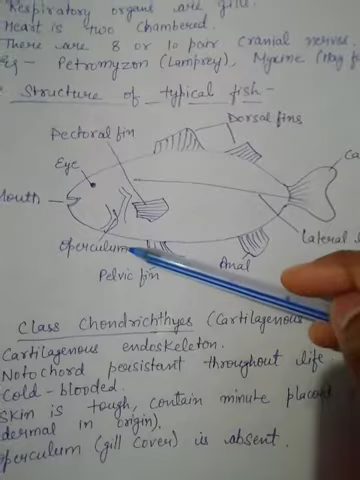 Respiratory organ are gills.
Heart is two chambered.
There are 8 or 10 pair cranial nerves.
Eg - Petromyzon (Lamprey), Myxine (Hag
Structure of typical fish -
Pectoral fin
Dorsal fins
Eye
Mouth
Lateral
Operculum
Anal
Pelvic fin
Class Chondricthyes (Cartilagenous
Cartilagenous endoskeleton.
Notochord persistant throughout life
Cold-blooded.
Skin is tough, contain minute placoid
dermal in origin).
Operculum (gill cover) is absent.